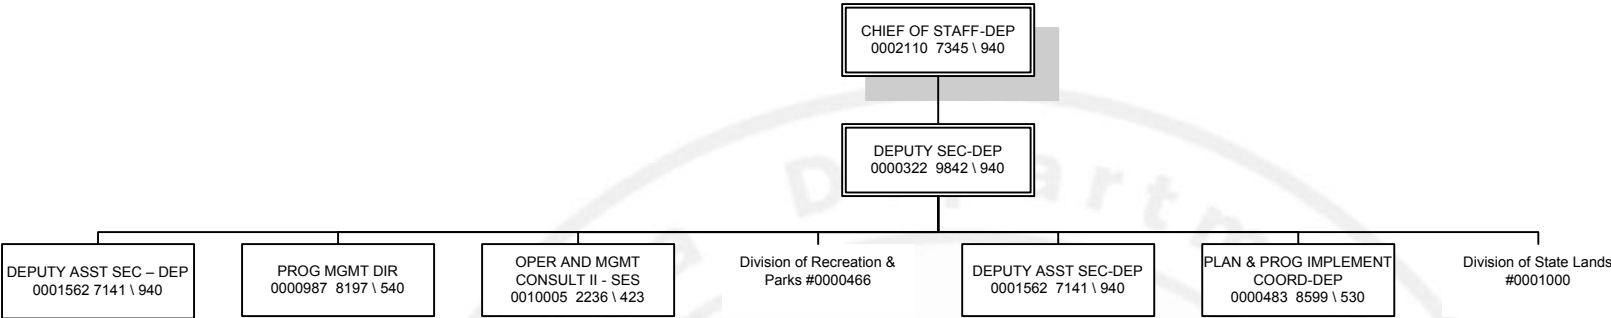 CHIEF OF STAFF-DEP
0002110 7345 \ 940
DEPUTY SEC-DEP
0000322 9842 \ 940
DEPUTY ASST SEC – DEP
0001562 7141 \ 940
PROG MGMT DIR
0000987 8197 \ 540
OPER AND MGMT
CONSULT II - SES
0010005 2236 \ 423
Division of Recreation &
Parks #0000466
DEPUTY ASST SEC-DEP
0001562 7141 \ 940
PLAN & PROG IMPLEMENT
COORD-DEP
0000483 8599 \ 530
Division of State Lands
#0001000